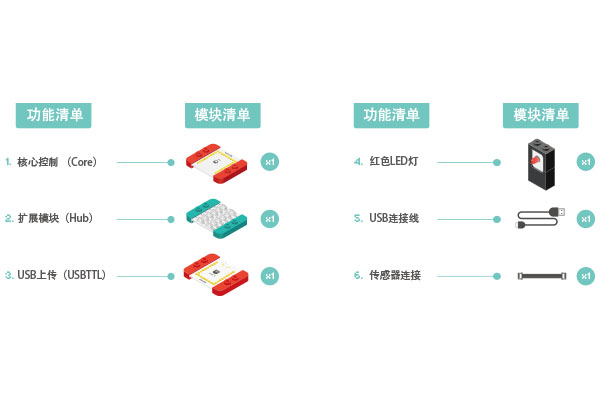 功能清单 模块清单
1. 核心控制 （Core） x1
2. 扩展模块（Hub） x1
3. USB上传（USBTTL） x1
功能清单 模块清单
4. 红色LED灯 x1
5. USB连接线 x1
6. 传感器连接 x1